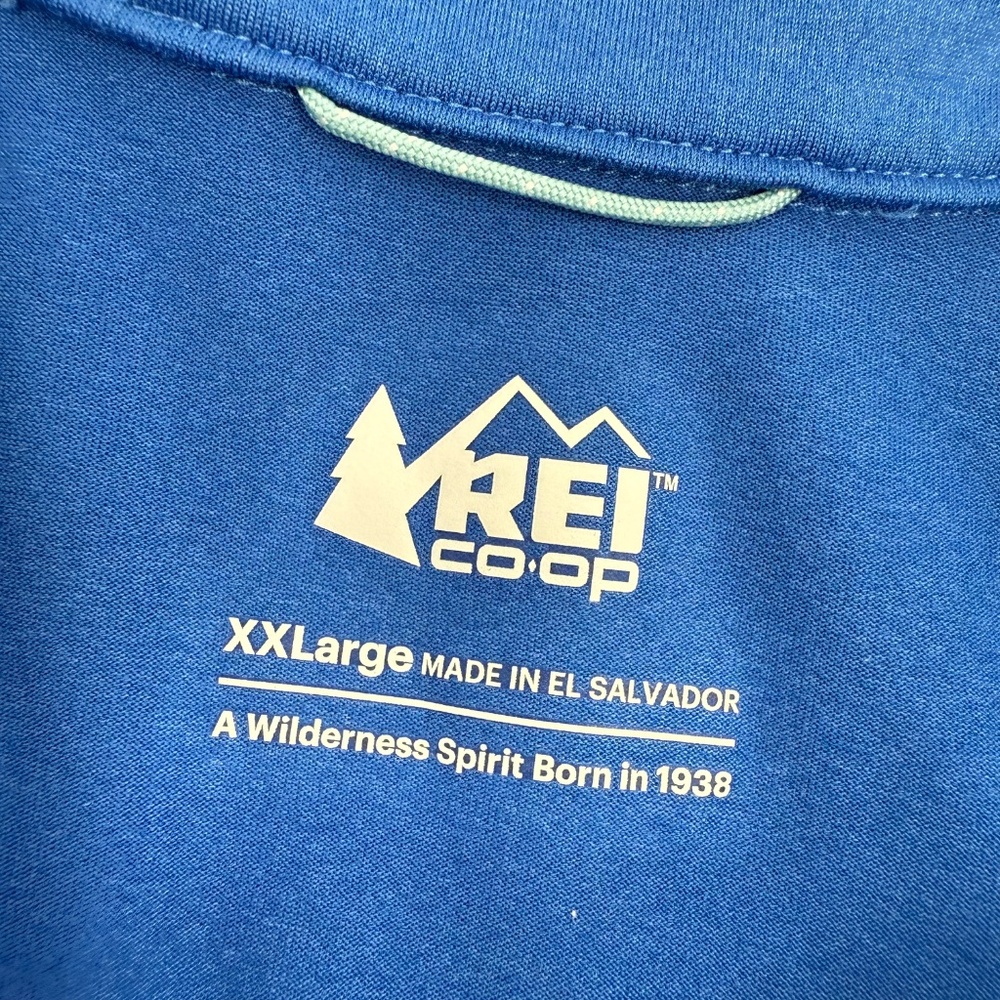 REI™
CO·OP
XXLarge MADE IN EL SALVADOR
A Wilderness Spirit Born in 1938